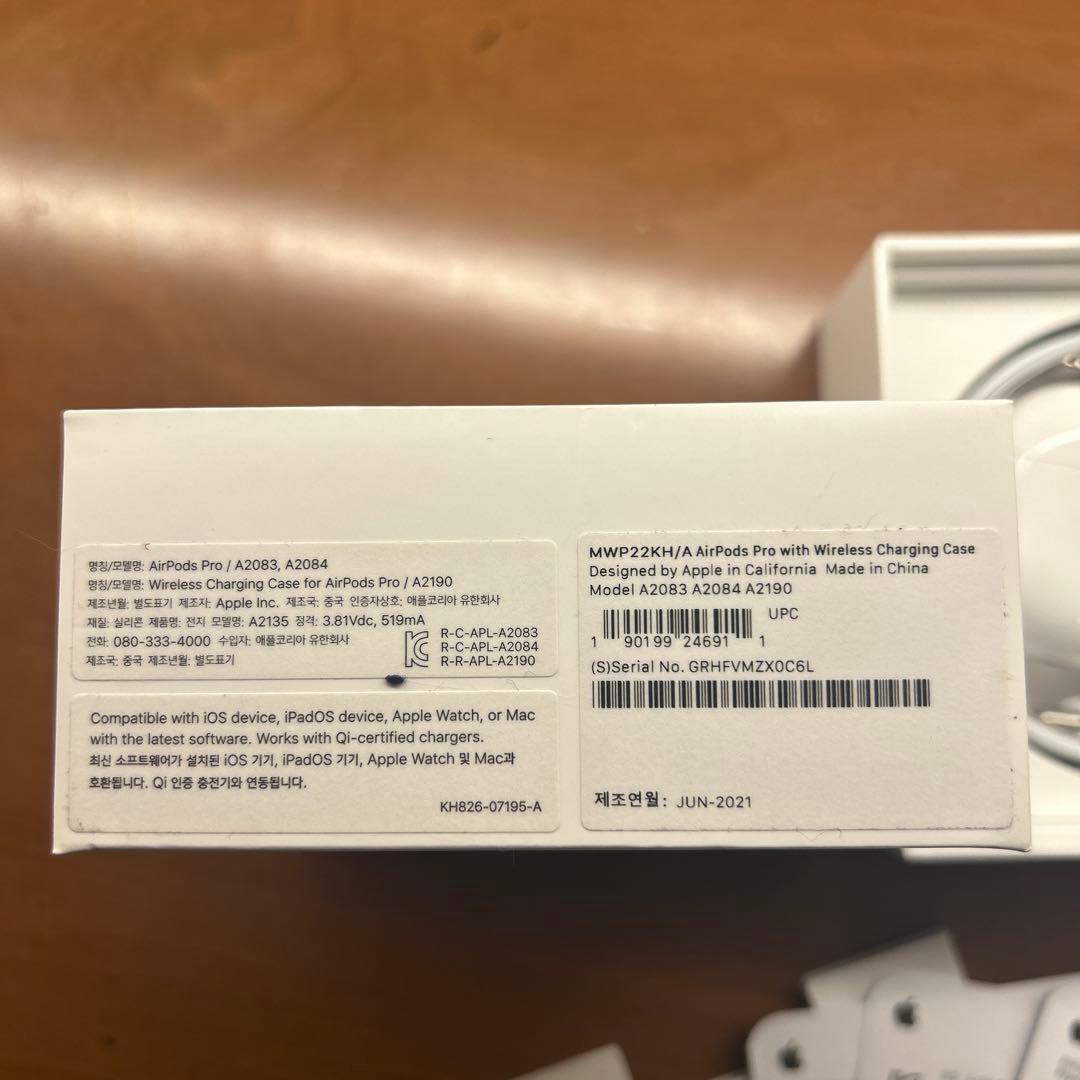 명칭/모델명: AirPods Pro / A2083, A2084
명칭/모델명: Wireless Charging Case for AirPods Pro / A2190
제조년월: 별도표기 제조자: Apple Inc. 제조국: 중국 인증자상호: 애플코리아 유한회사
재질: 실리콘 제품명: 전지 모델명: A2135 정격: 3.81Vdc, 519mA
전화: 080-333-4000 수입자: 애플코리아 유한회사
제조국: 중국 제조년월: 별도표기
R-C-APL-A2083
R-C-APL-A2084
R-R-APL-A2190
Compatible with iOS device, iPadOS device, Apple Watch, or Mac
with the latest software. Works with Qi-certified chargers.
최신 소프트웨어가 설치된 iOS 기기, iPadOS 기기, Apple Watch 및 Mac과
호환됩니다. Qi 인증 충전기와 연동됩니다.
KH826-07195-A
MWP22KH/A AirPods Pro with Wireless Charging Case
Designed by Apple in California Made in China
Model A2083 A2084 A2190
UPC
1 90199 24691 1
(S)Serial No. GRHFVMZX0C6L
제조연월: JUN-2021